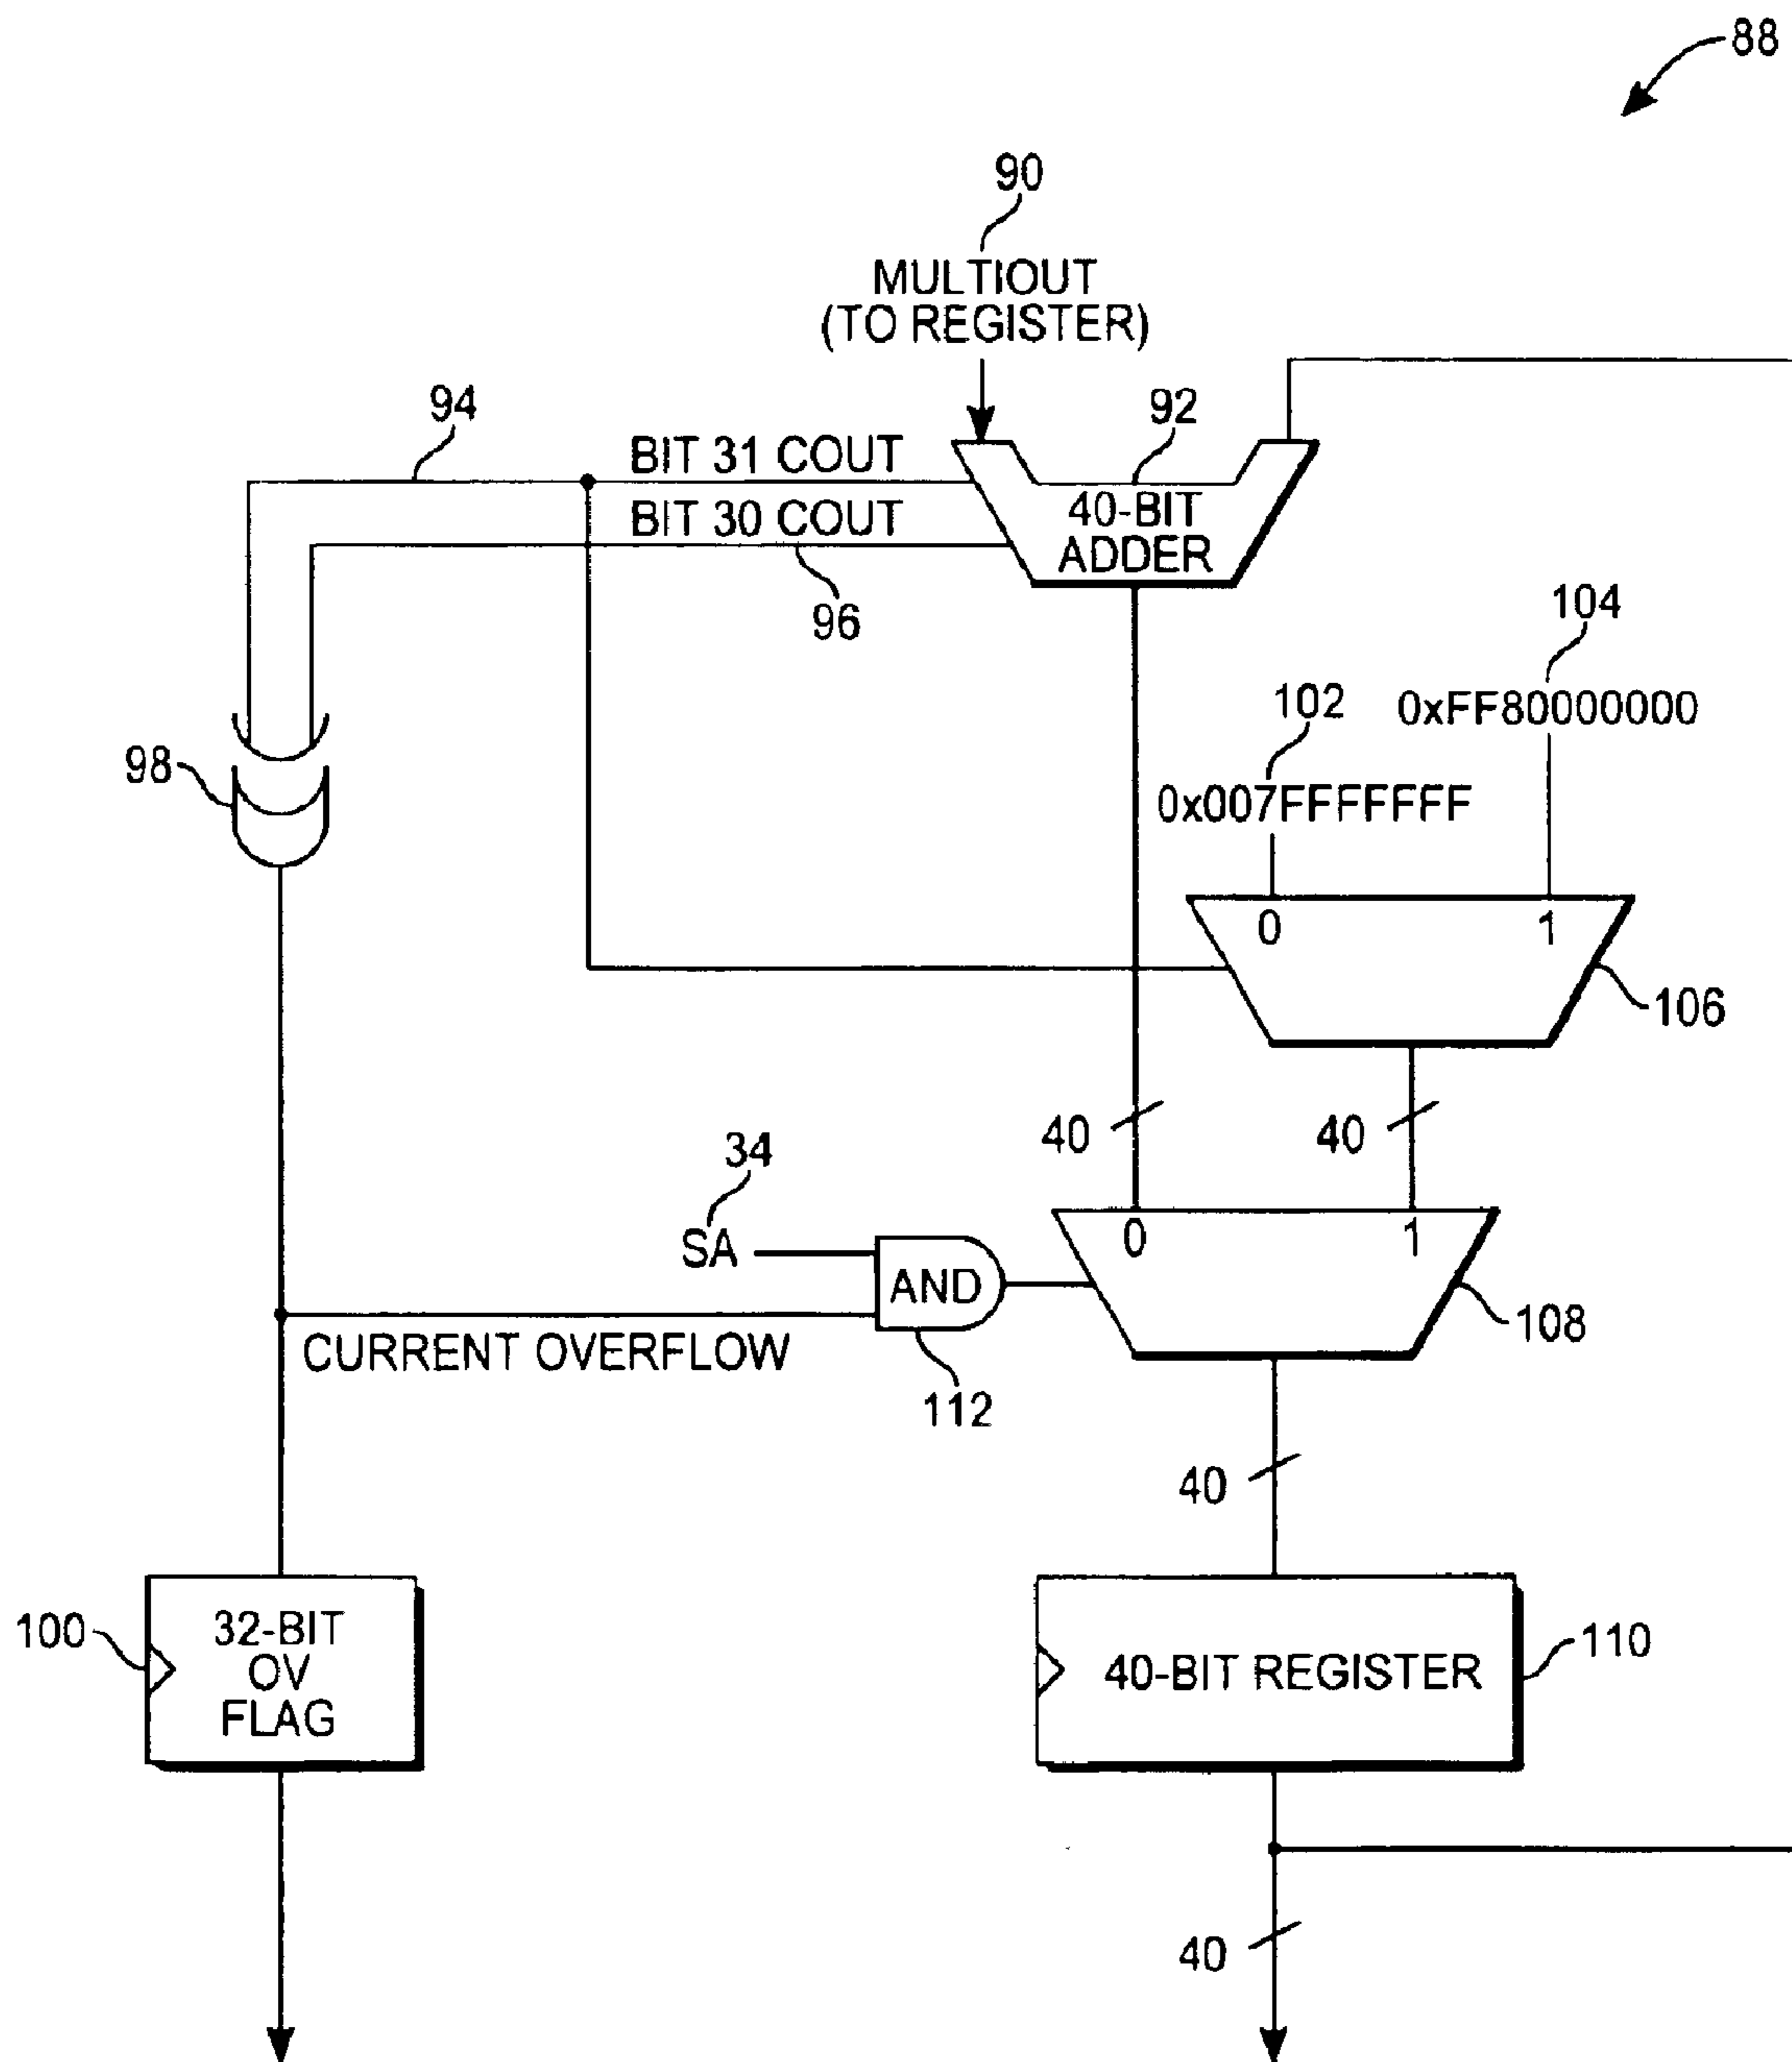 88
90
MULTIOUT
(TO REGISTER)
94
BIT 31 COUT
92
BIT 30 COUT
40-BIT
ADDER
96
104
0xFF80000000
102
0x007FFFFFFF
98
0
1
106
40
40
34
SA
0
1
AND
108
CURRENT OVERFLOW
112
40
100
32-BIT
OV
FLAG
40-BIT REGISTER
110
40